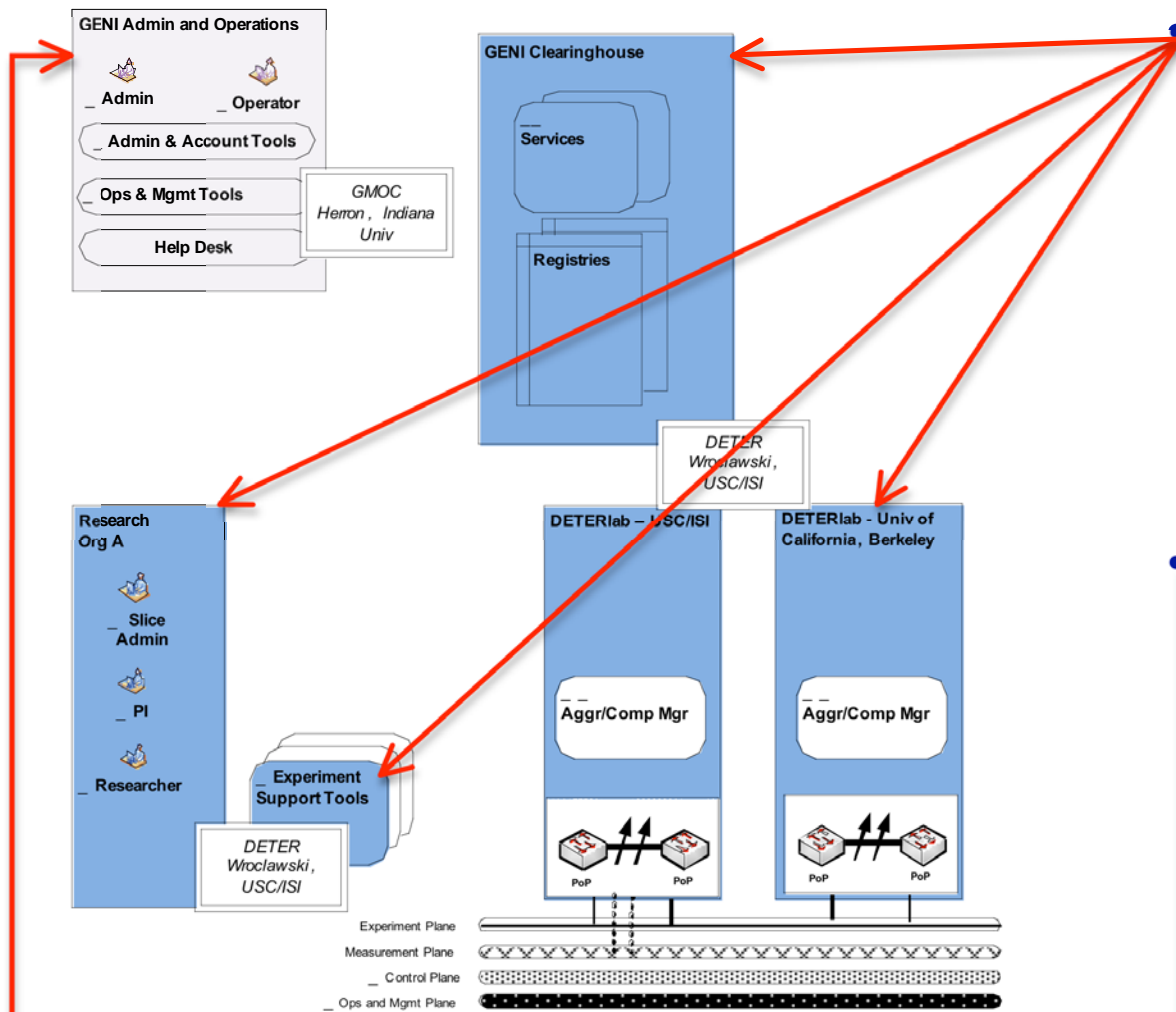 GENI Admin and Operations
_ Admin
_ Operator
_ Admin & Account Tools
_ Ops & Mgmt Tools
Help Desk
GMOC
Herron , Indiana
Univ
GENI Clearinghouse
_ _
Services
Registries
DETER
Wroclawski ,
USC/ISI
Research
Org A
_ Slice
Admin
_ PI
_ Researcher
_ Experiment
Support Tools
DETER
Wroclawski ,
USC/ISI
DETERlab – USC/ISI
_ _
Aggr/Comp Mgr
PoP
PoP
DETERlab - Univ of
California , Berkeley
_ _
Aggr/Comp Mgr
PoP
PoP
Experiment Plane
Measurement Plane
_ Control Plane
_ Ops and Mgmt Plane